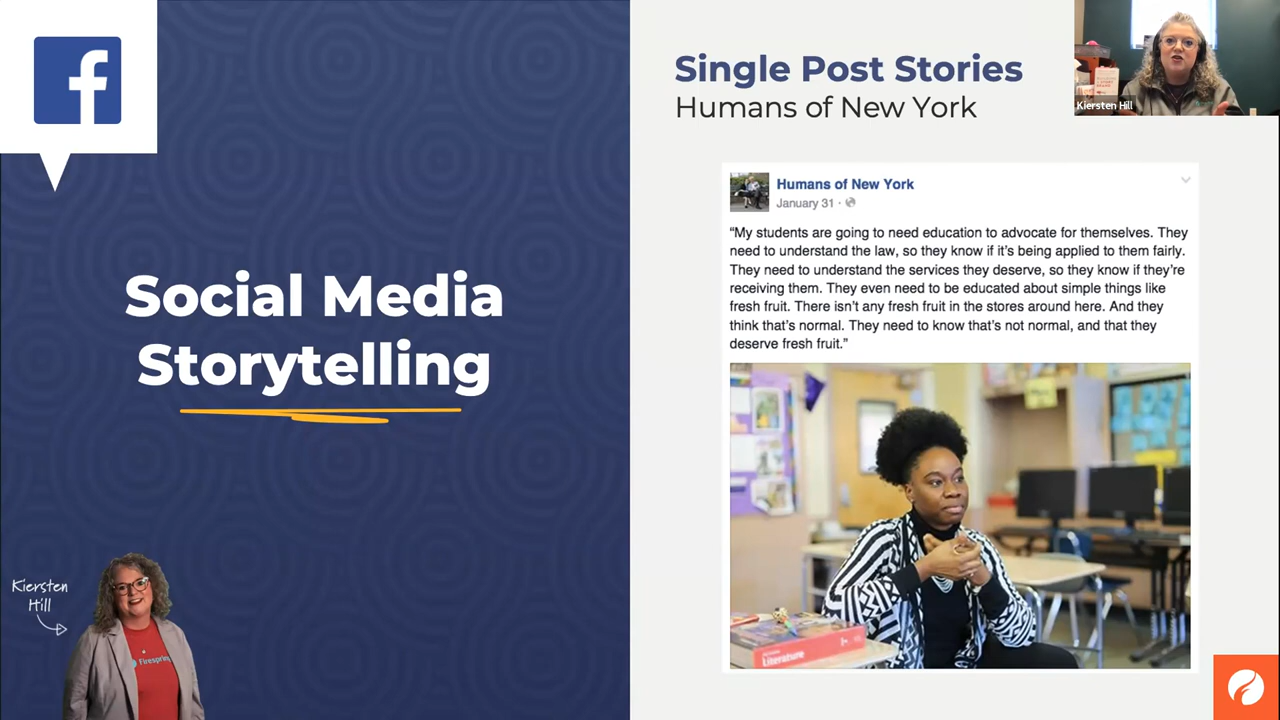 f
Social Media
Storytelling
Kiersten
Hill
Firespring
Single Post Stories
Humans of New York
Kiersten Hill
Humans of New York
January 31 ·
“My students are going to need education to advocate for themselves. They
need to understand the law, so they know if it’s being applied to them fairly.
They need to understand the services they deserve, so they know if they’re
receiving them. They even need to be educated about simple things like
fresh fruit. There isn’t any fresh fruit in the stores around here. And they
think that’s normal. They need to know that’s not normal, and that they
deserve fresh fruit.”
Literature